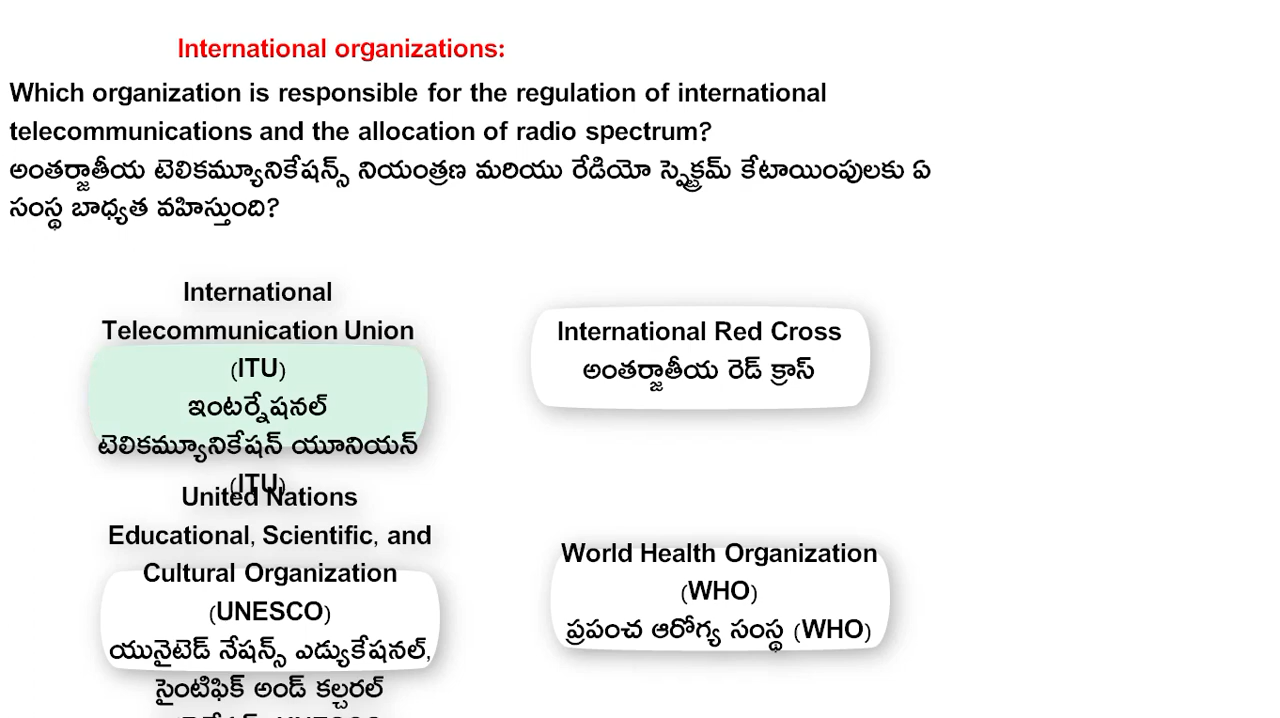 International organizations:
Which organization is responsible for the regulation of international
telecommunications and the allocation of radio spectrum?
అంతర్జాతీయ టెలికమ్యూనికేషన్స్ నియంత్రణ మరియు రేడియో స్పెక్ట్రమ్ కేటాయింపులకు ఏ
సంస్థ బాధ్యత వహిస్తుంది?
International
Telecommunication Union
(ITU)
ఇంటర్నేషనల్
టెలికమ్యూనికేషన్ యూనియన్
(ITU)
International Red Cross
అంతర్జాతీయ రెడ్ క్రాస్
United Nations
Educational, Scientific, and
Cultural Organization
(UNESCO)
యునైటెడ్ నేషన్స్ ఎడ్యుకేషనల్,
సైంటిఫిక్ అండ్ కల్చరల్
World Health Organization
(WHO)
ప్రపంచ ఆరోగ్య సంస్థ (WHO)